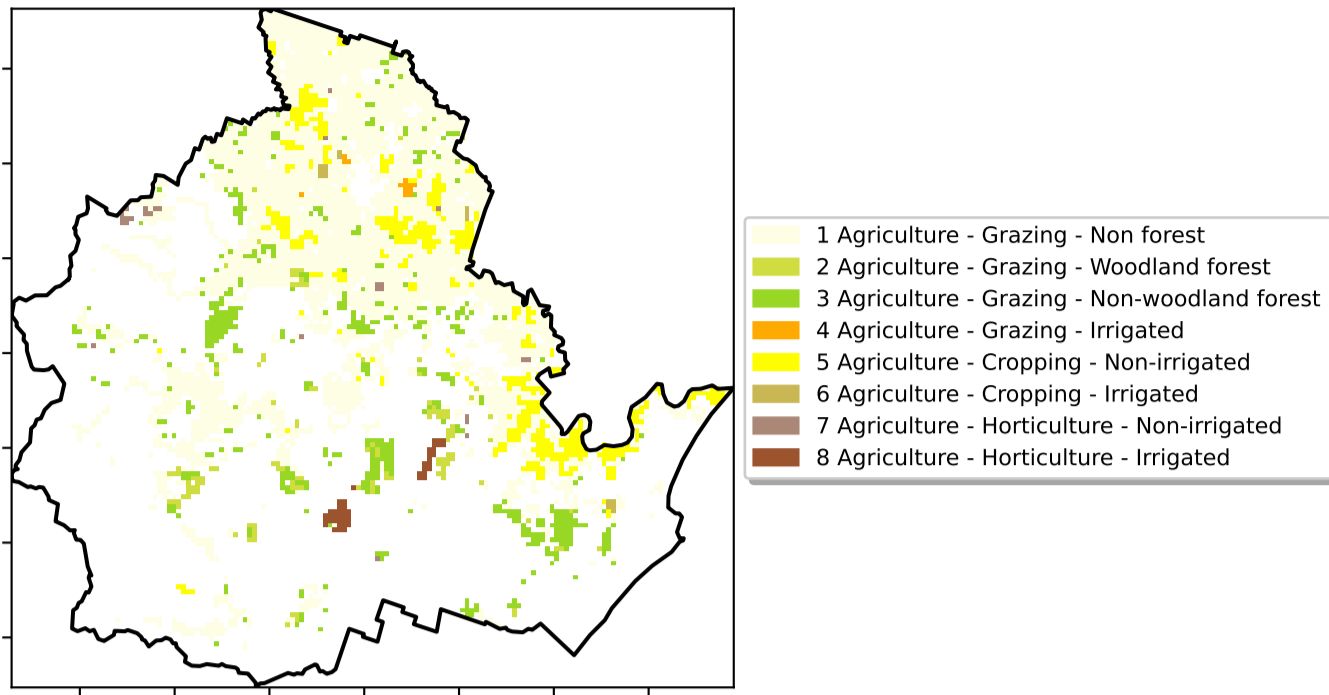 1 Agriculture - Grazing - Non forest
2 Agriculture - Grazing - Woodland forest
3 Agriculture - Grazing - Non-woodland forest
4 Agriculture - Grazing - Irrigated
5 Agriculture - Cropping - Non-irrigated
6 Agriculture - Cropping - Irrigated
7 Agriculture - Horticulture - Non-irrigated
8 Agriculture - Horticulture - Irrigated